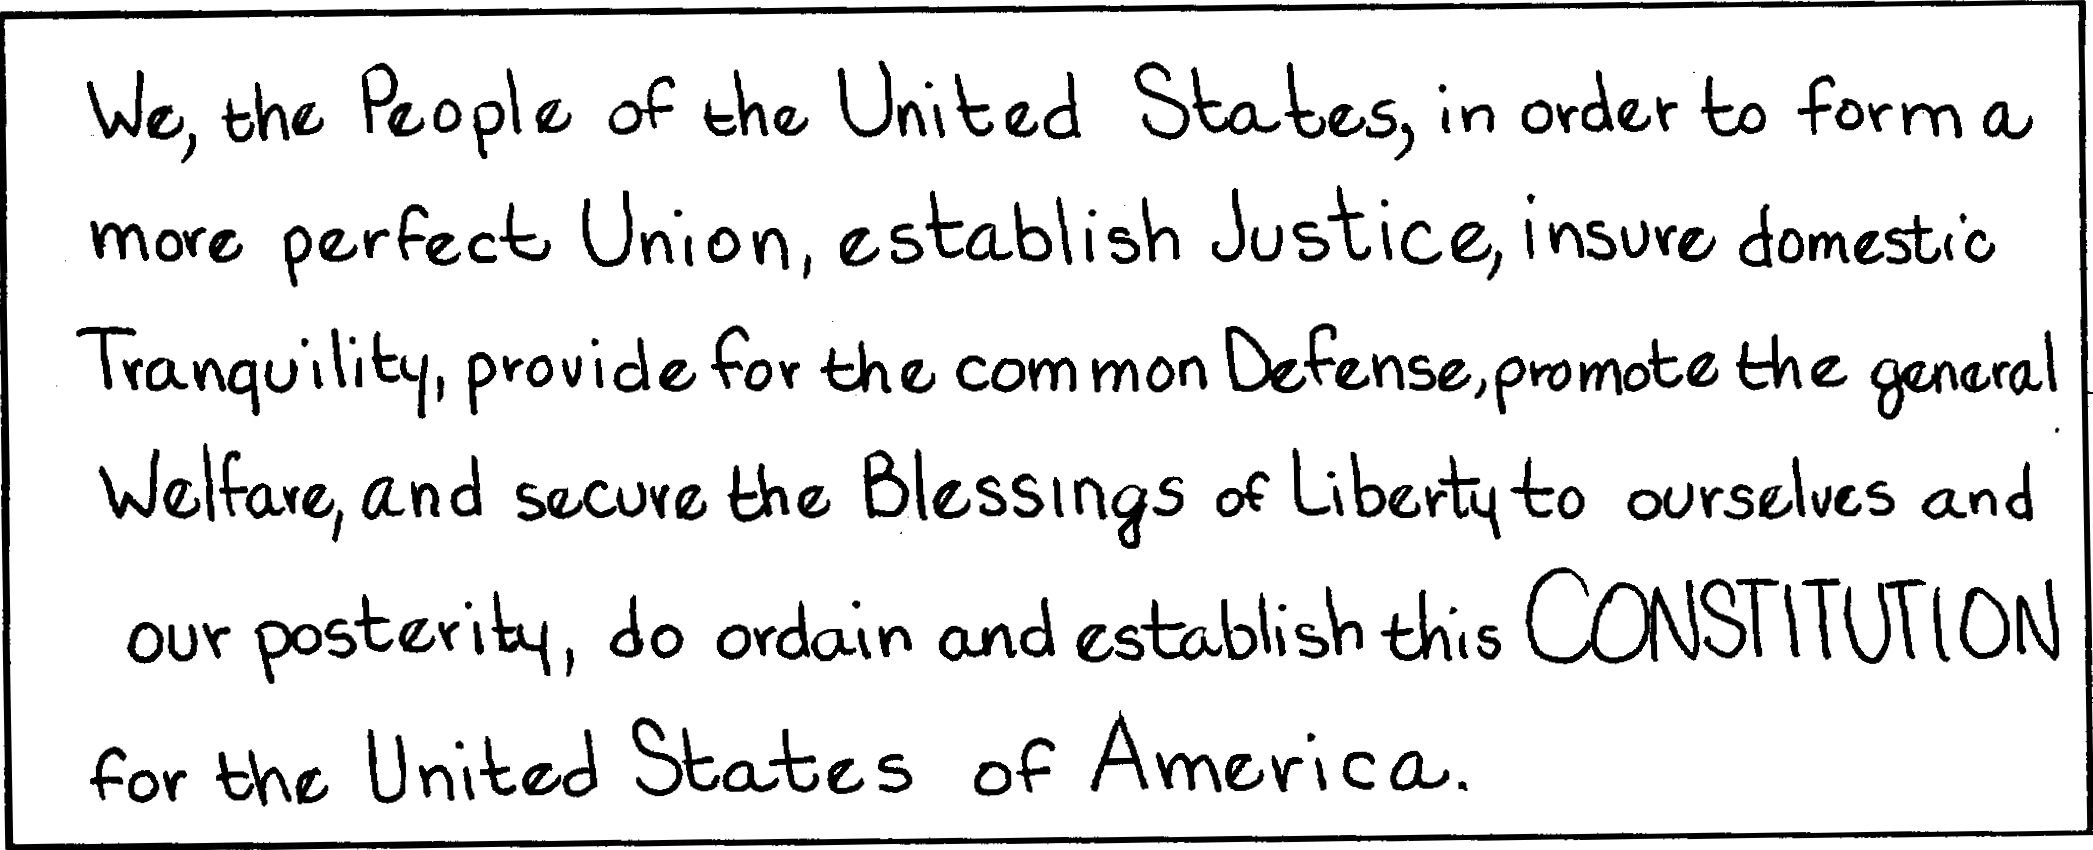 We, the People of the United States, in order to form a
more perfect Union, establish Justice, insure domestic
Tranquility, provide for the common Defense, promote the general
Welfare, and secure the Blessings of Liberty to ourselves and
our posterity, do ordain and establish this CONSTITUTION
for the United States of America.